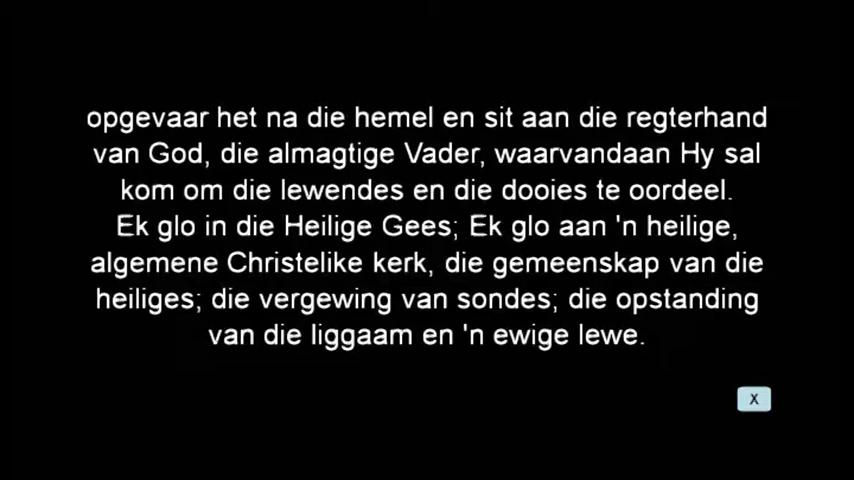 opgevaar het na die hemel en sit aan die regterhand
van God, die almagtige Vader, waarvandaan Hy sal
kom om die lewendes en die dooies te oordeel.
Ek glo in die Heilige Gees; Ek glo aan 'n heilige,
algemene Christelike kerk, die gemeenskap van die
heiliges; die vergewing van sondes; die opstanding
van die liggaam en 'n ewige lewe.
X